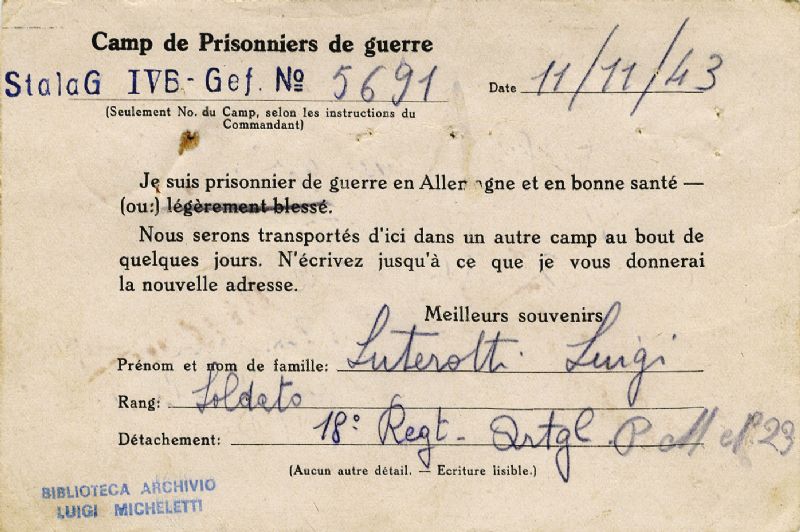 Camp de Prisonniers de guerre
StalaG IVB - Gef. No 5691 Date 11/11/43
(Seulement No. du Camp, selon les instructions du
Commandant)
Je suis prisonnier de guerre en Allemagne et en bonne santé —
(ou:) légèrement blessé.
Nous serons transportés d'ici dans un autre camp au bout de
quelques jours. N'écrivez jusqu'à ce que je vous donnerai
la nouvelle adresse.
Meilleurs souvenirs
Prénom et nom de famille: Luterotti Luigi
Rang: Soldato
Détachement: 18° Regt - Artgl P M n° 23
(Aucun autre détail. — Ecriture lisible.)
BIBLIOTECA ARCHIVIO
LUIGI MICHELETTI